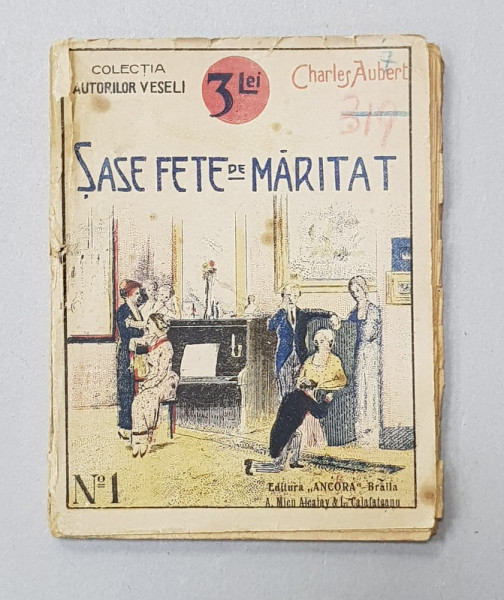 COLECȚIA
AUTORILOR VESELI
3 Lei
Charles Aubert
7
319
ȘASE FETE DE MĂRITAT
No 1
Editura „ANCORA" Brăila
A. Micu Alcalay & L. Calafateanu